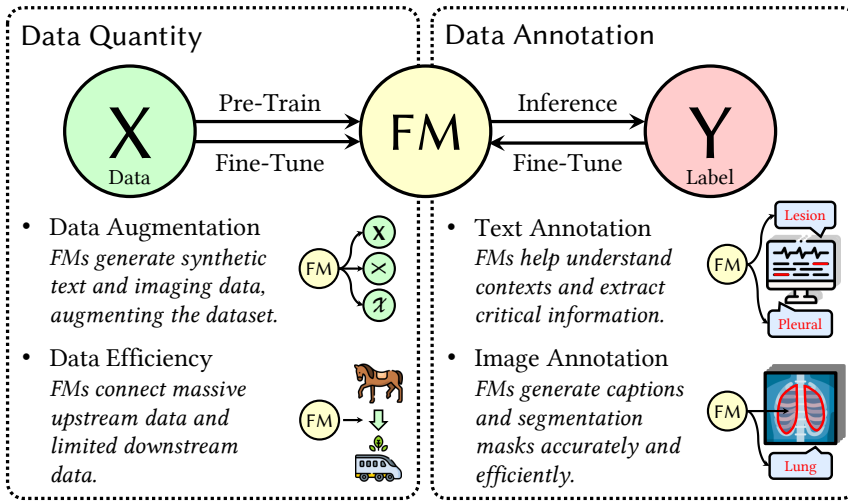 Data Quantity
Data Annotation
X
Data
Pre-Train
Fine-Tune
FM
Inference
Fine-Tune
Y
Label
• Data Augmentation
FMs generate synthetic
text and imaging data,
augmenting the dataset.
FM
X
X
X
• Data Efficiency
FMs connect massive
upstream data and
limited downstream
data.
FM
• Text Annotation
FMs help understand
contexts and extract
critical information.
FM
Lesion
Pleural
• Image Annotation
FMs generate captions
and segmentation
masks accurately and
efficiently.
FM
Lung